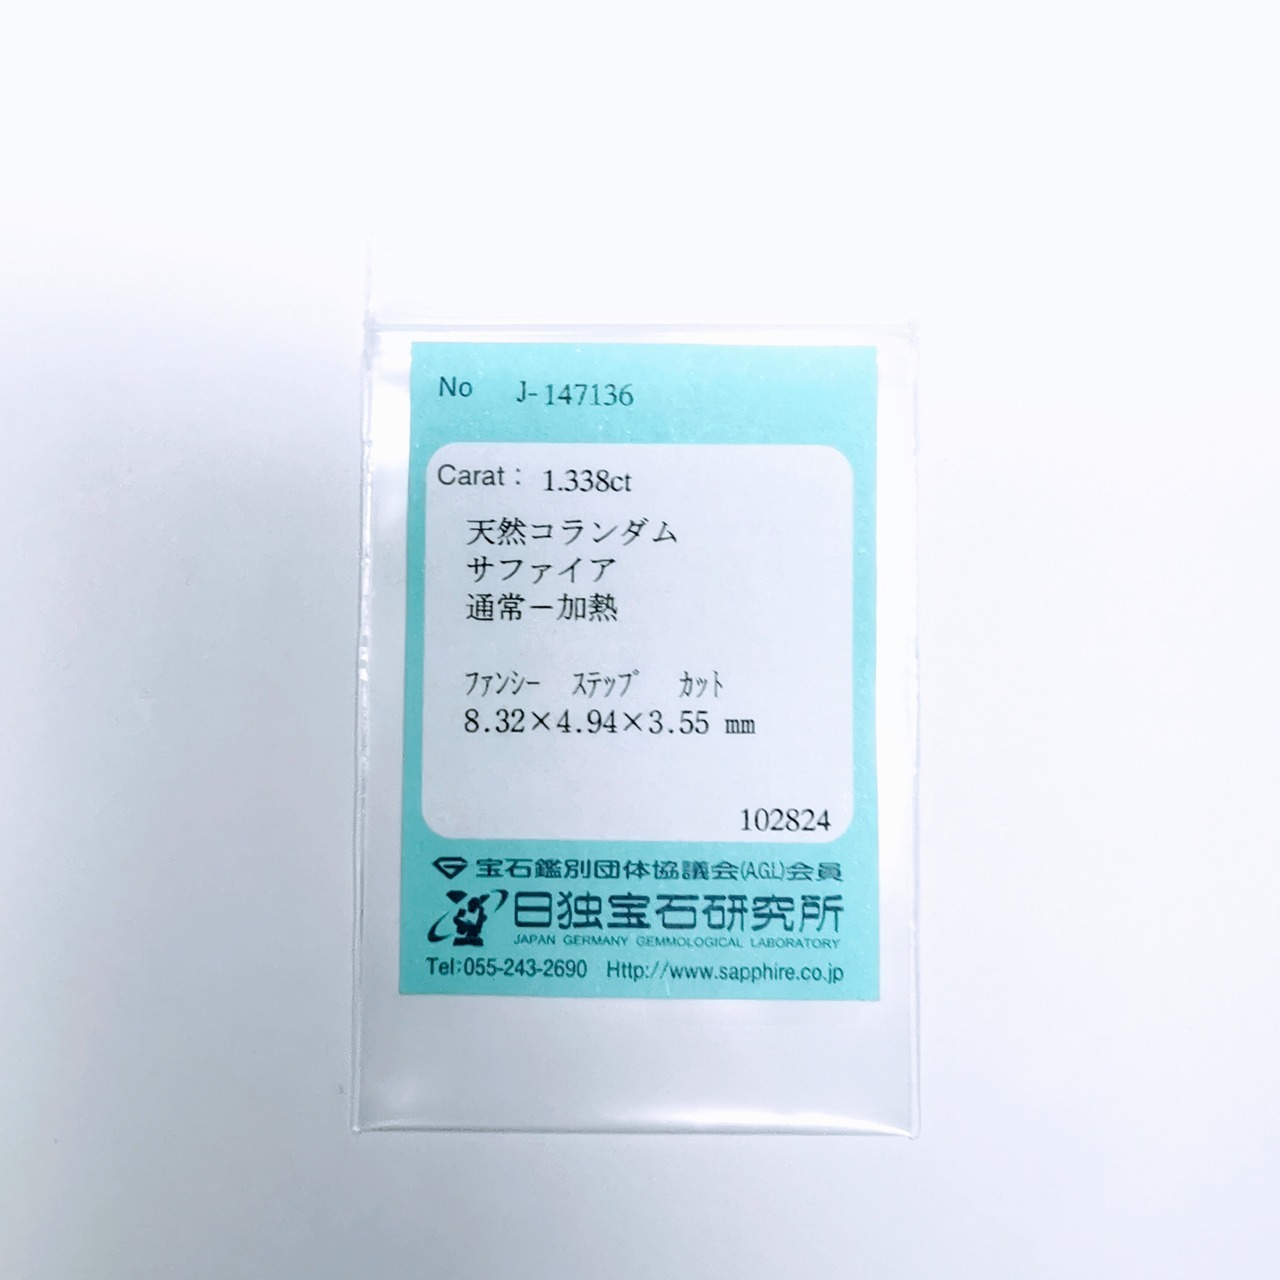 No J-147136
Carat: 1.338ct
天然コランダム
サファイア
通常－加熱
ﾌｧﾝｼｰ ｽﾃｯﾌﾟ ｶｯﾄ
8.32×4.94×3.55 mm
102824
宝石鑑別団体協議会(AGL)会員
日独宝石研究所
JAPAN GERMANY GEMMOLOGICAL LABORATORY
Tel:055-243-2690 Http://www.sapphire.co.jp